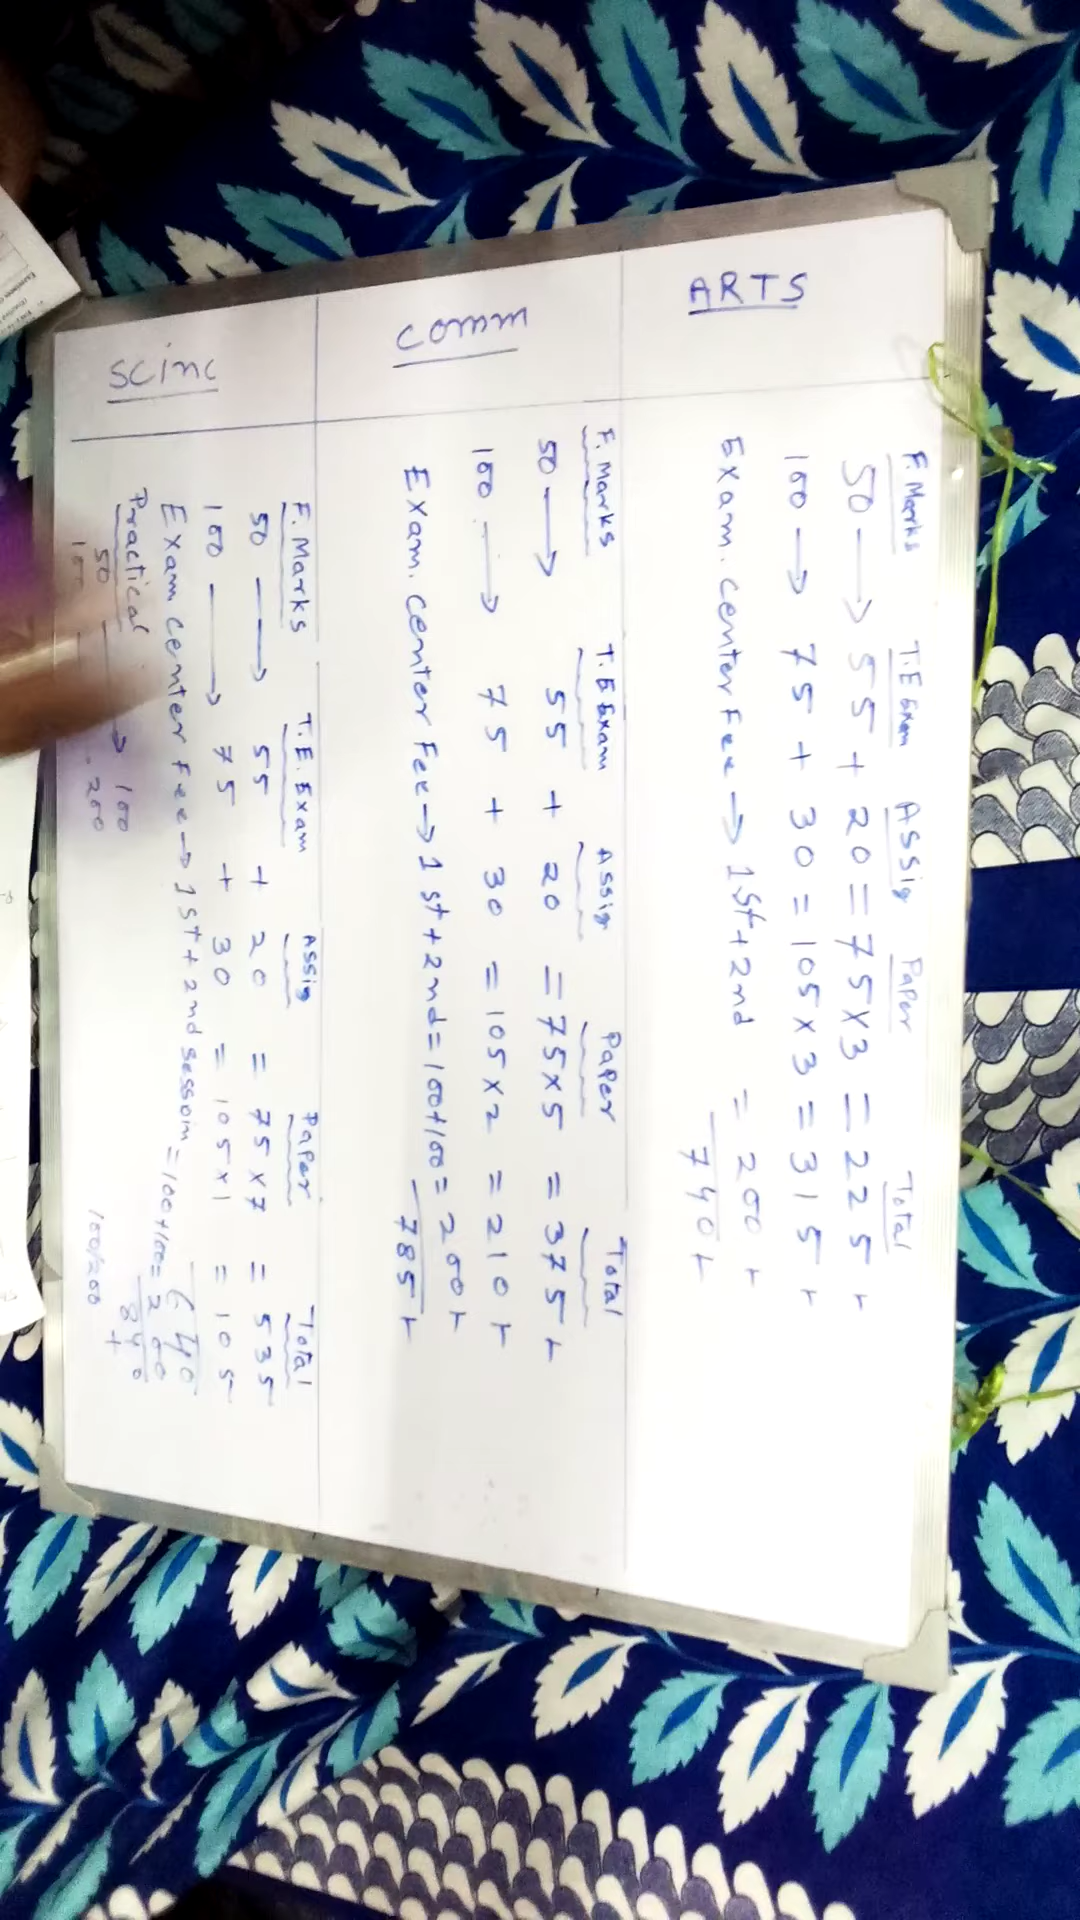 ARTS
F. Marks T.E Exam Assig Paper Total
50 → 55 + 20 = 75 x 3 = 225 +
100 → 75 + 30 = 105 x 3 = 315 +
Exam. center Fee → 1st + 2nd = 200 +
740 +
comm
F. Marks T.E Exam Assig Paper Total
50 → 55 + 20 = 75 x 5 = 375 +
100 → 75 + 30 = 105 x 2 = 210 +
Exam. center Fee → 1st + 2nd = 100+100 = 200 +
785 +
scinc
F. Marks T.E. Exam Assig Paper Total
50 → 55 + 20 = 75 x 7 = 535
100 → 75 + 30 = 105 x 1 = 105
640
Exam center Fee → 1st + 2nd sessoin = 100+100 = 200
840
+
Practical
50 → 100
200
100/200